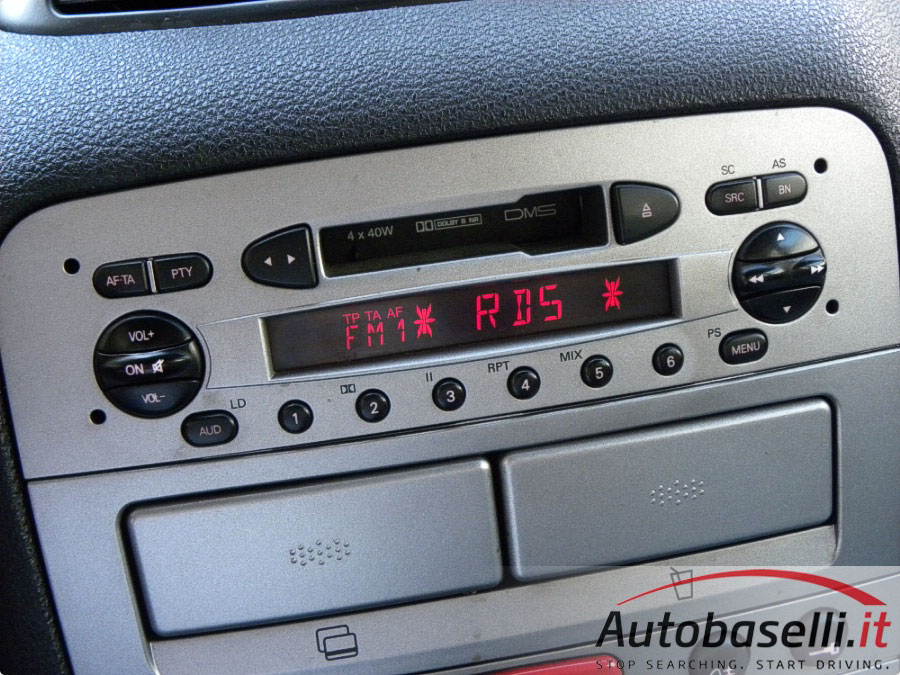 SC AS
SRC BN
4 x 40W DOLBY B NR DMS
AF-TA PTY
TP TA AF
FM1 * RDS *
VOL+
ON
VOL-
PS MENU
LD II RPT MIX
AUD 1 2 3 4 5 6
Autobaselli.it
STOP SEARCHING. START DRIVING.